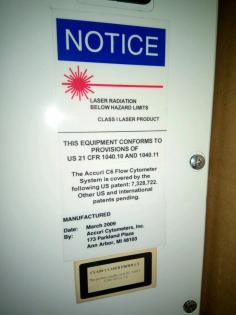 NOTICE
LASER RADIATION
BELOW HAZARD LIMITS
CLASS I LASER PRODUCT
THIS EQUIPMENT CONFORMS TO
PROVISIONS OF
US 21 CFR 1040.10 AND 1040.11
The Accuri C6 Flow Cytometer
System is covered by the
following US patent: 7,328,722.
Other US and international
patents pending.
MANUFACTURED
Date: March 2009
By: Accuri Cytometers, Inc.
173 Parkland Plaza
Ann Arbor, MI 48103
CLASS 1 LASER PRODUCT